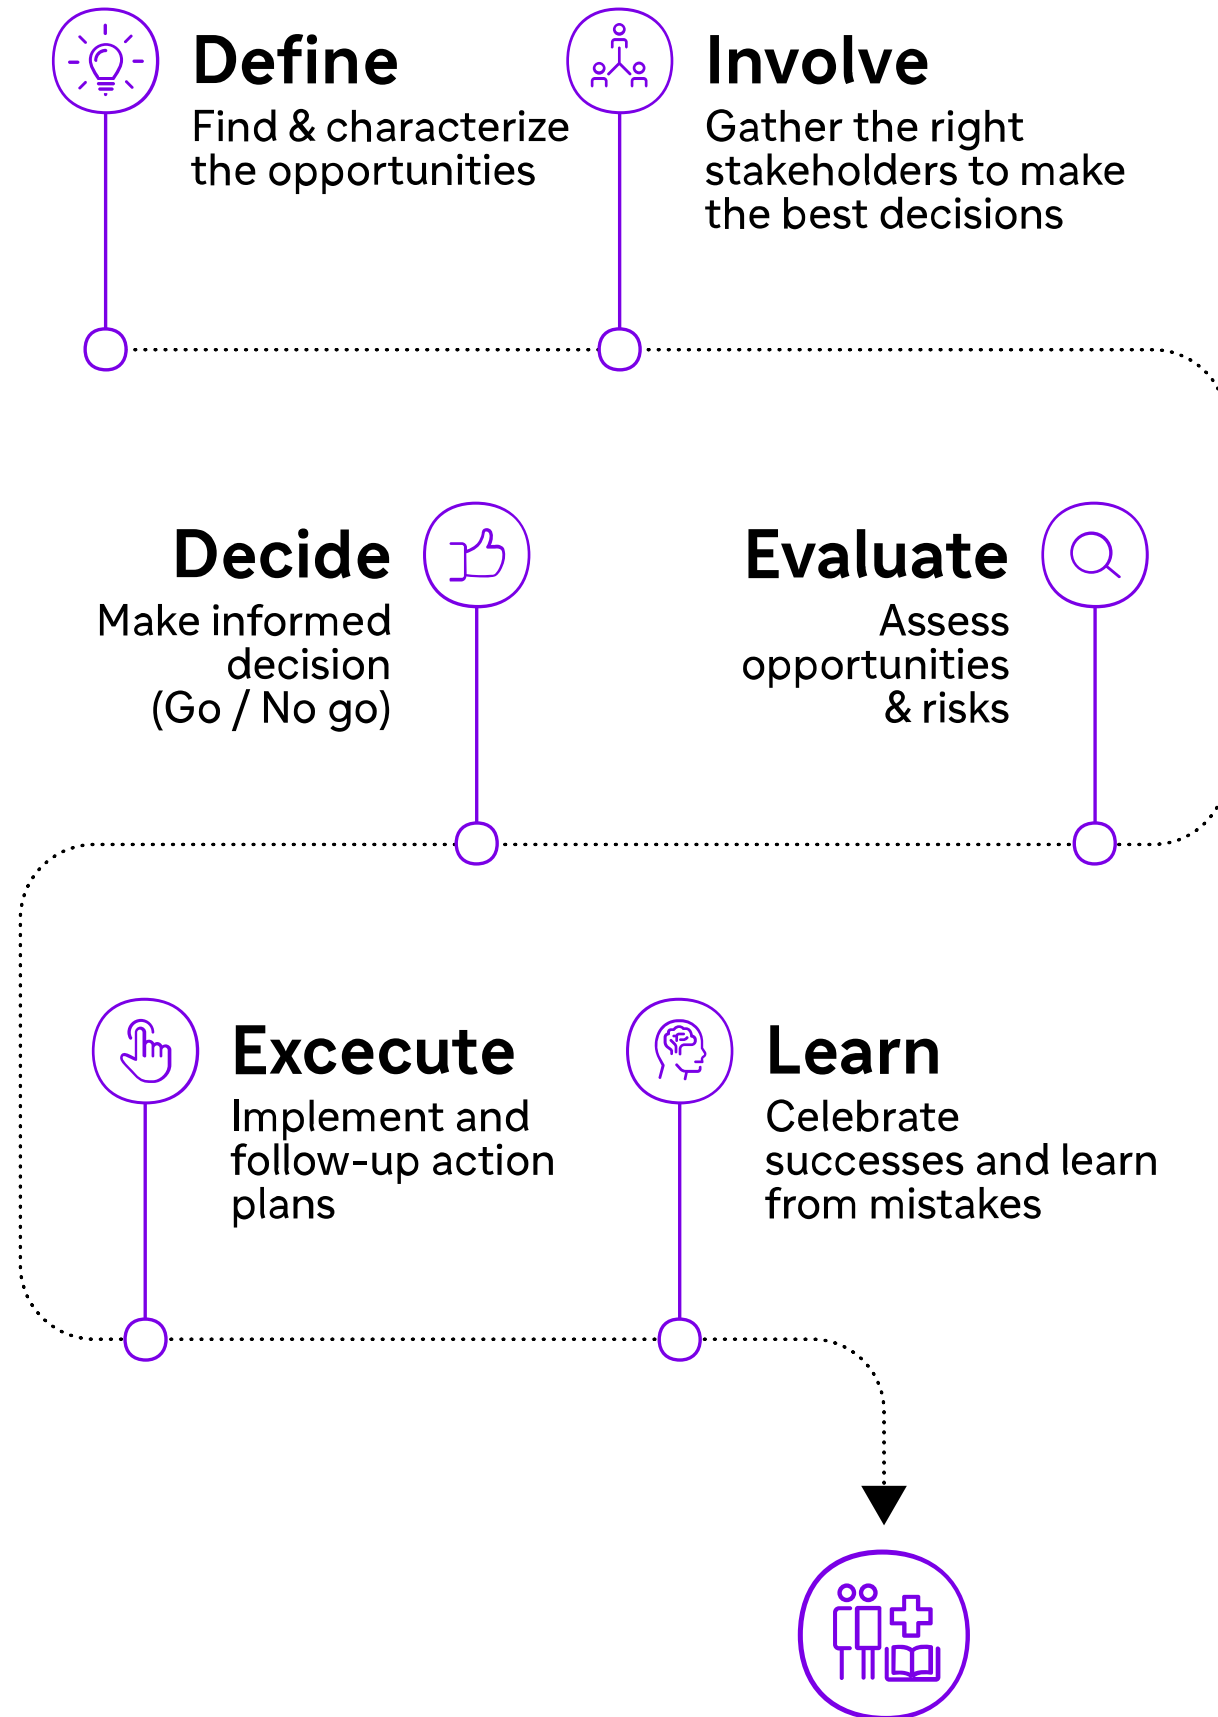 Define
Find & characterize
the opportunities
Involve
Gather the right
stakeholders to make
the best decisions
Decide
Make informed
decision
(Go / No go)
Evaluate
Assess
opportunities
& risks
Excecute
Implement and
follow-up action
plans
Learn
Celebrate
successes and learn
from mistakes